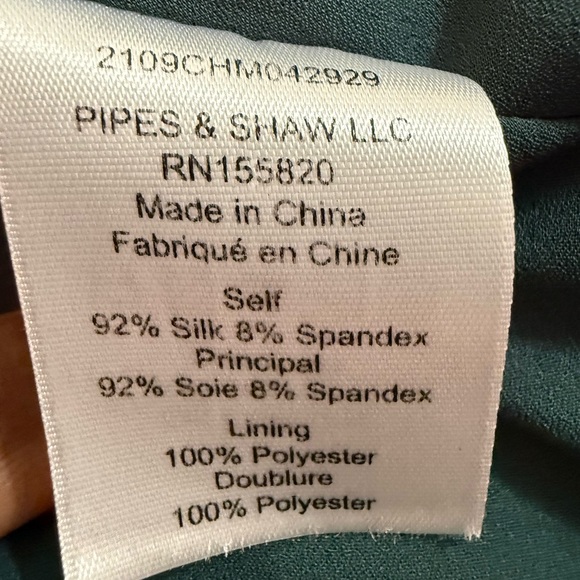 2109CHM042929
PIPES & SHAW LLC
RN155820
Made in China
Fabriqué en Chine
Self
92% Silk 8% Spandex
Principal
92% Soie 8% Spandex
Lining
100% Polyester
Doublure
100% Polyester